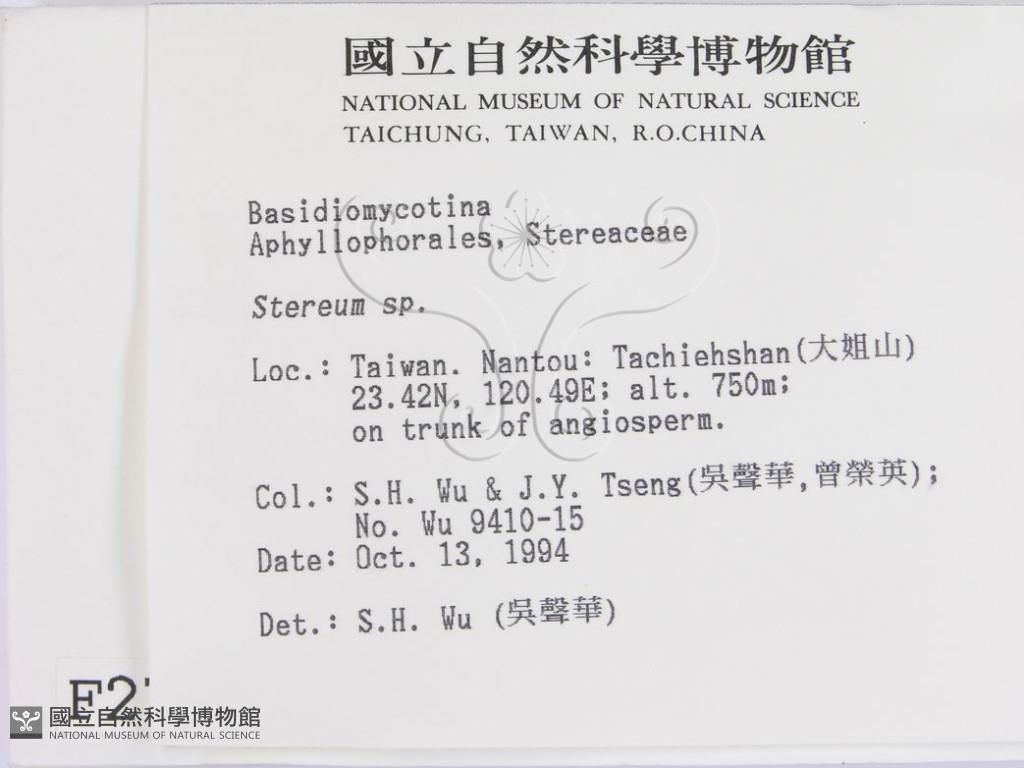 國立自然科學博物館
NATIONAL MUSEUM OF NATURAL SCIENCE
TAICHUNG, TAIWAN, R.O.CHINA
Basidiomycotina
Aphyllophorales, Stereaceae
Stereum sp.
Loc.: Taiwan. Nantou: Tachiehshan(大姐山)
23.42N, 120.49E; alt. 750m;
on trunk of angiosperm.
Col.: S.H. Wu & J.Y. Tseng(吳聲華,曾榮英);
No. Wu 9410-15
Date: Oct. 13, 1994
Det.: S.H. Wu (吳聲華)
國立自然科學博物館
NATIONAL MUSEUM OF NATURAL SCIENCE